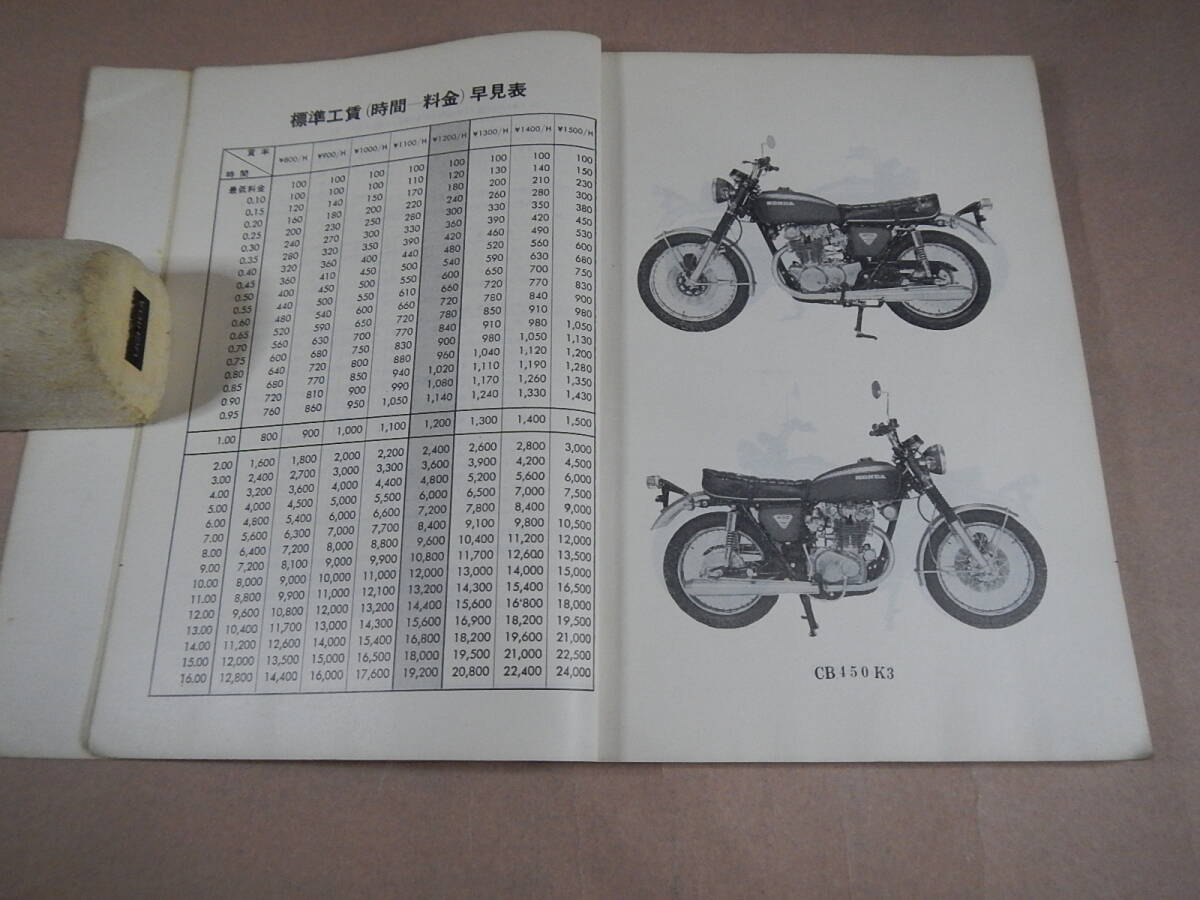 標準工賃(時間—料金)早見表
賃率 ¥800/H ¥900/H ¥1000/H ¥1100/H ¥1200/H ¥1300/H ¥1400/H ¥1500/H
時間
最低料金 100 100 100 100 100 100 100 100
0.10 100 100 100 110 120 130 140 150
0.15 120 140 150 170 180 200 210 230
0.20 160 180 200 220 240 260 280 300
0.25 200 230 250 280 300 330 350 380
0.30 240 270 300 330 360 390 420 450
0.35 280 320 350 390 420 460 490 530
0.40 320 360 400 440 480 520 560 600
0.45 360 410 450 500 540 590 630 680
0.50 400 450 500 550 600 650 700 750
0.55 440 500 550 610 660 720 770 830
0.60 480 540 600 660 720 780 840 900
0.65 520 590 650 720 780 850 910 980
0.70 560 630 700 770 840 910 980 1,050
0.75 600 680 750 830 900 980 1,050 1,130
0.80 640 720 800 880 960 1,040 1,120 1,200
0.85 680 770 850 940 1,020 1,110 1,190 1,280
0.90 720 810 900 990 1,080 1,170 1,260 1,350
0.95 760 860 950 1,050 1,140 1,240 1,330 1,430
1.00 800 900 1,000 1,100 1,200 1,300 1,400 1,500
2.00 1,600 1,800 2,000 2,200 2,400 2,600 2,800 3,000
3.00 2,400 2,700 3,000 3,300 3,600 3,900 4,200 4,500
4.00 3,200 3,600 4,000 4,400 4,800 5,200 5,600 6,000
5.00 4,000 4,500 5,000 5,500 6,000 6,500 7,000 7,500
6.00 4,800 5,400 6,000 6,600 7,200 7,800 8,400 9,000
7.00 5,600 6,300 7,000 7,700 8,400 9,100 9,800 10,500
8.00 6,400 7,200 8,000 8,800 9,600 10,400 11,200 12,000
9.00 7,200 8,100 9,000 9,900 10,800 11,700 12,600 13,500
10.00 8,000 9,000 10,000 11,000 12,000 13,000 14,000 15,000
11.00 8,800 9,900 11,000 12,100 13,200 14,300 15,400 16,500
12.00 9,600 10,800 12,000 13,200 14,400 15,600 16'800 18,000
13.00 10,400 11,700 13,000 14,300 15,600 16,900 18,200 19,500
14.00 11,200 12,600 14,000 15,400 16,800 18,200 19,600 21,000
15.00 12,000 13,500 15,000 16,500 18,000 19,500 21,000 22,500
16.00 12,800 14,400 16,000 17,600 19,200 20,800 22,400 24,000
HONDA
HONDA
CB450 K3